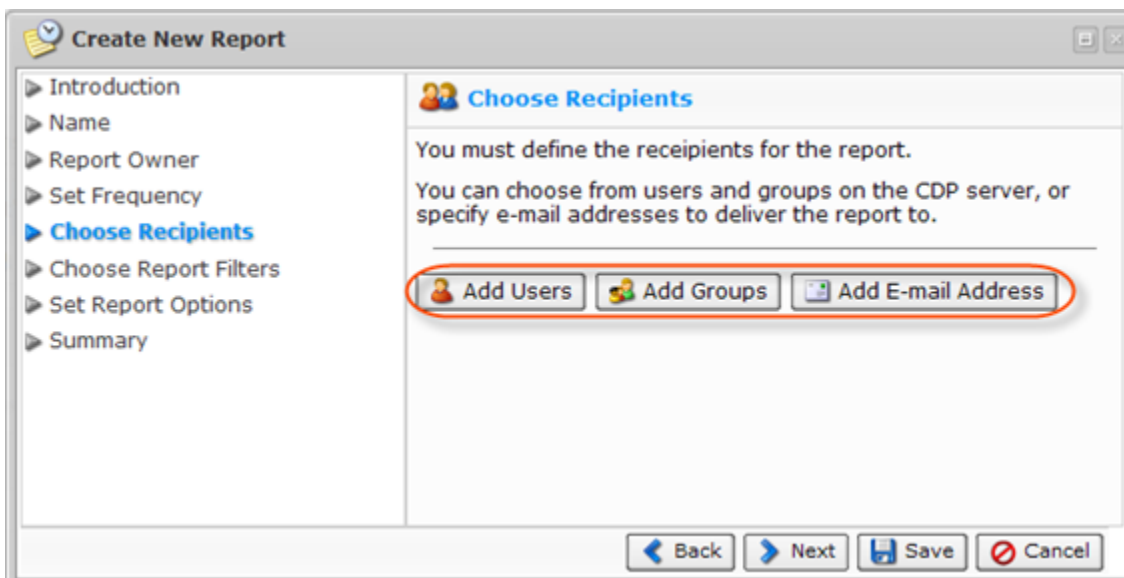 Create New Report
Introduction
Name
Report Owner
Set Frequency
Choose Recipients
Choose Report Filters
Set Report Options
Summary
Choose Recipients
You must define the receipients for the report.
You can choose from users and groups on the CDP server, or
specify e-mail addresses to deliver the report to.
Add Users Add Groups Add E-mail Address
Back Next Save Cancel